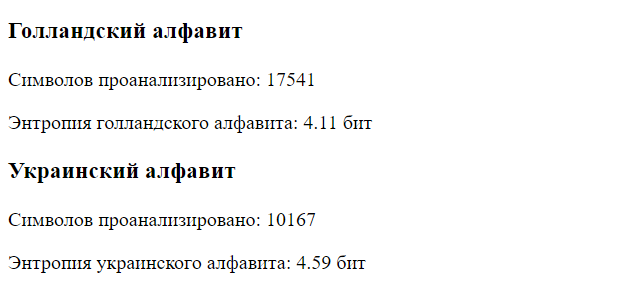 Голландский алфавит
Символов проанализировано: 17541
Энтропия голландского алфавита: 4.11 бит
Украинский алфавит
Символов проанализировано: 10167
Энтропия украинского алфавита: 4.59 бит